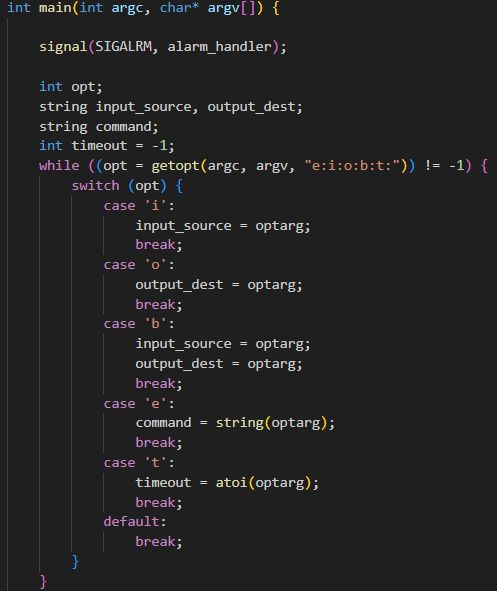 int main(int argc, char* argv[]) {
    signal(SIGALRM, alarm_handler);
    int opt;
    string input_source, output_dest;
    string command;
    int timeout = -1;
    while ((opt = getopt(argc, argv, "e:i:o:b:t:")) != -1) {
        switch (opt) {
            case 'i':
                input_source = optarg;
                break;
            case 'o':
                output_dest = optarg;
                break;
            case 'b':
                input_source = optarg;
                output_dest = optarg;
                break;
            case 'e':
                command = string(optarg);
                break;
            case 't':
                timeout = atoi(optarg);
                break;
            default:
                break;
        }
    }